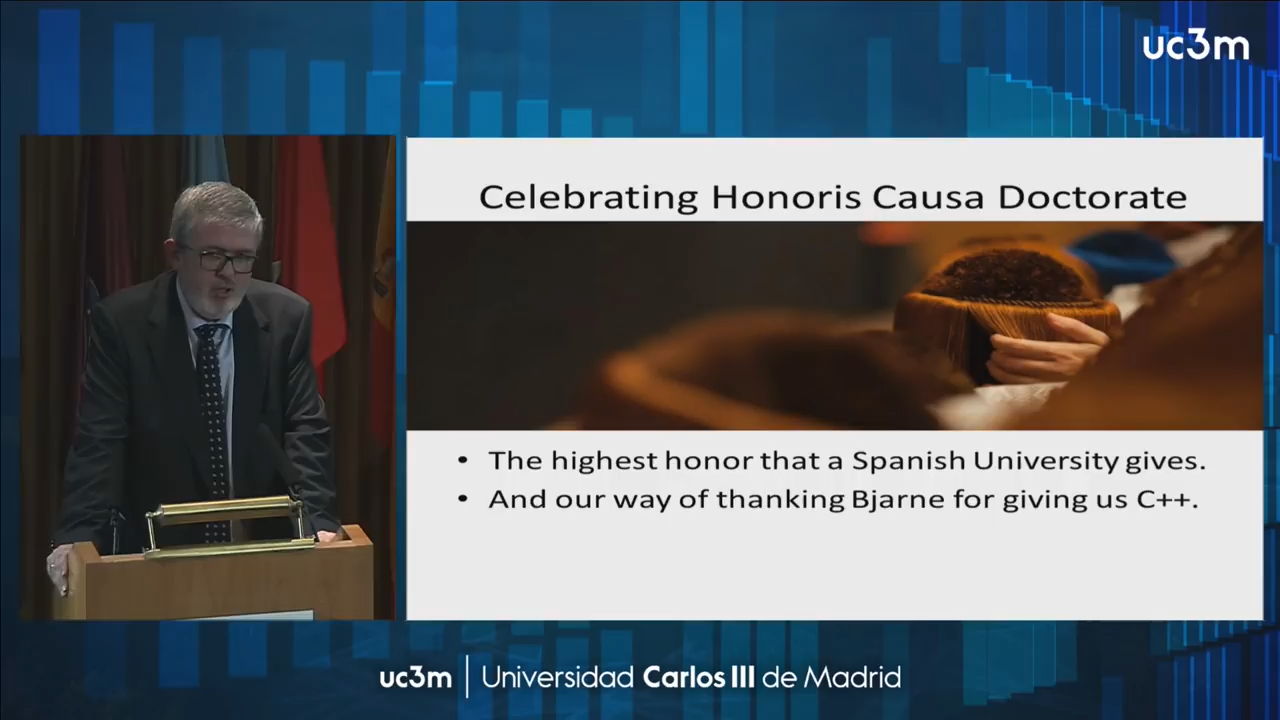 uc3m
Celebrating Honoris Causa Doctorate
• The highest honor that a Spanish University gives.
• And our way of thanking Bjarne for giving us C++.
uc3m | Universidad Carlos III de Madrid